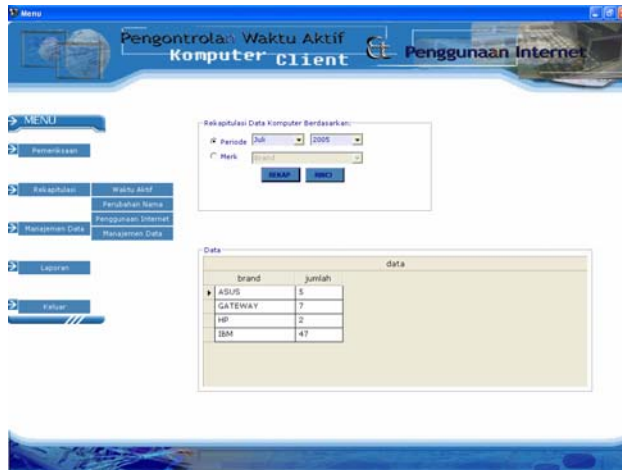 Menu
Pengontrolan Waktu Aktif
Komputer Client
&
Penggunaan Internet
MENU
Pemeriksaan
Rekapitulasi
Waktu Aktif
Perubahan Nama
Penggunaan Internet
Manajemen Data
Manajemen Data
Laporan
Keluar
Rekapitulasi Data Komputer Berdasarkan:
Periode Juli 2005
Merk Brand
REKAP RINCI
Data
data
brand jumlah
ASUS 5
GATEWAY 7
HP 2
IBM 47